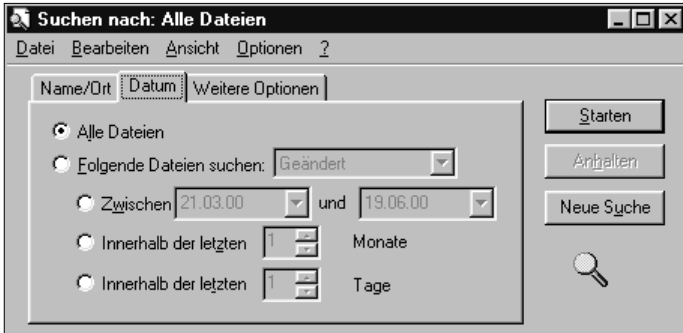 Suchen nach: Alle Dateien
Datei Bearbeiten Ansicht Optionen ?
Name/Ort Datum Weitere Optionen
Alle Dateien
Folgende Dateien suchen: Geändert
Zwischen 21.03.00 und 19.06.00
Innerhalb der letzten 1 Monate
Innerhalb der letzten 1 Tage
Starten
Anhalten
Neue Suche